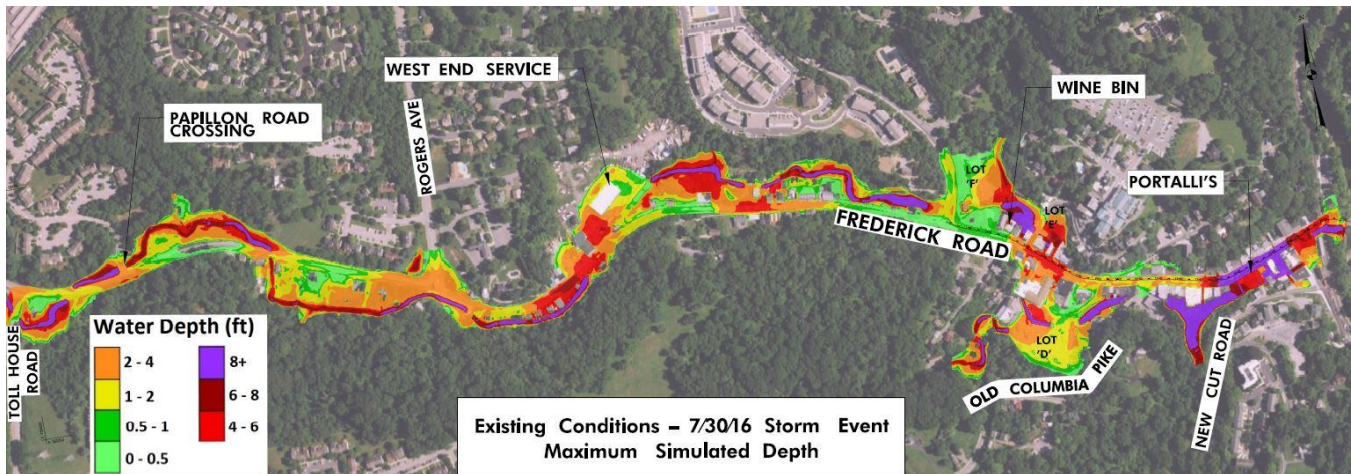 WEST END SERVICE
WINE BIN
PAPILLON ROAD
CROSSING
ROGERS AVE
LOT
'F'
LOT
'E'
PORTALLI'S
FREDERICK ROAD
TOLL HOUSE
ROAD
Water Depth (ft)
2 - 4
1 - 2
0.5 - 1
0 - 0.5
8+
6 - 8
4 - 6
LOT
'D'
OLD COLUMBIA PIKE
NEW CUT ROAD
Existing Conditions – 7/30/16 Storm Event
Maximum Simulated Depth